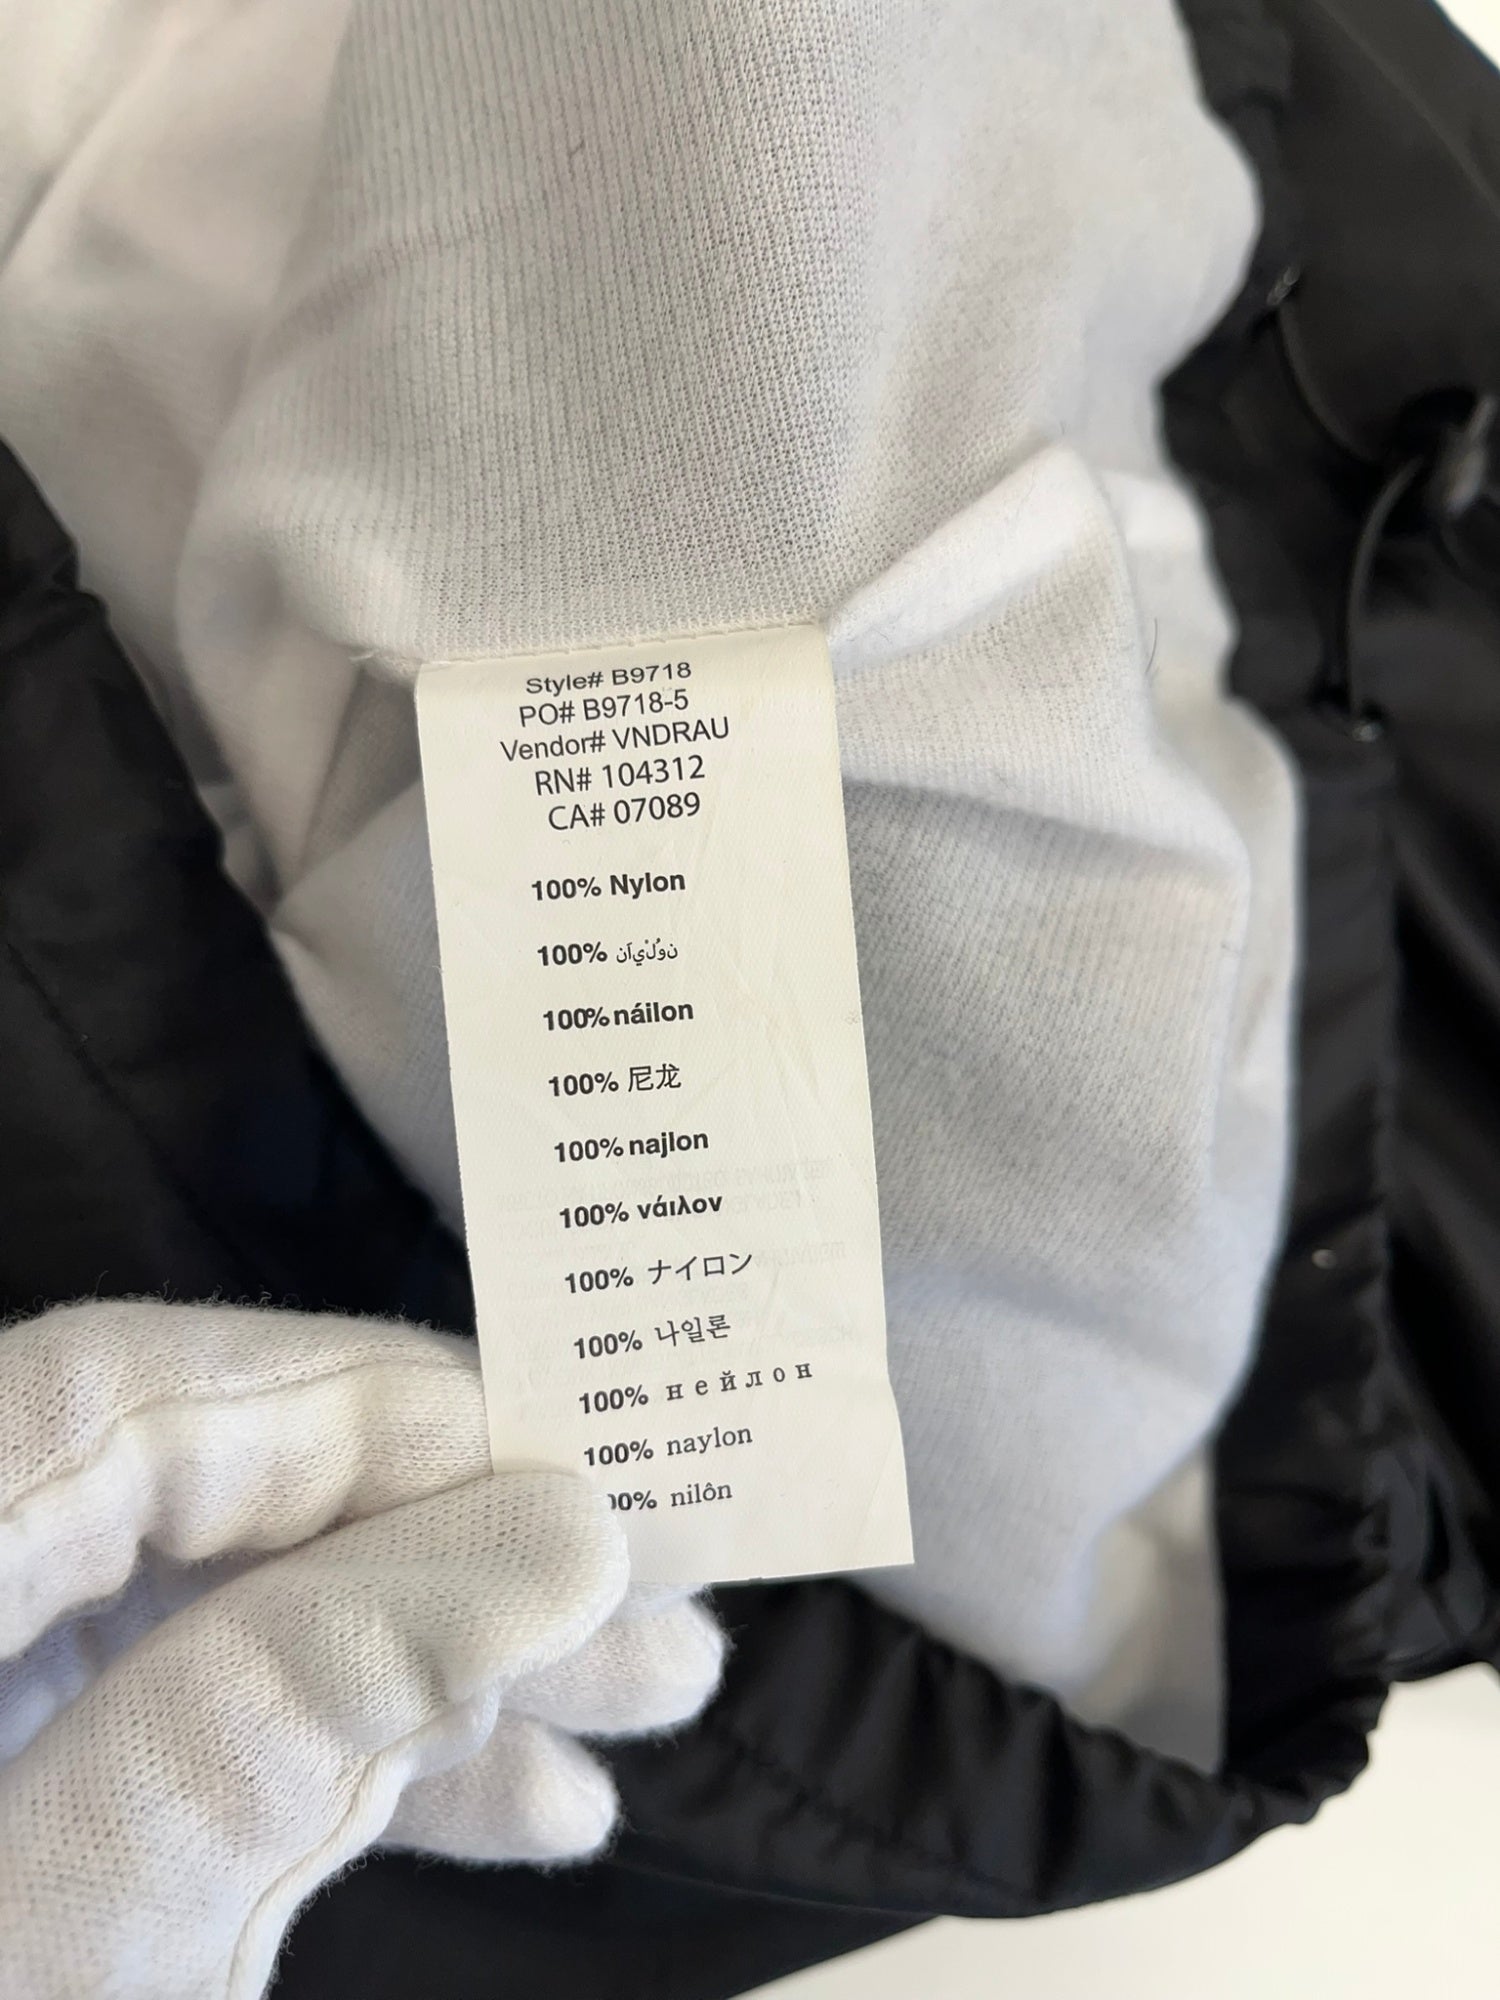 Style# B9718
PO# B9718-5
Vendor# VNDRAU
RN# 104312
CA# 07089
100% Nylon
100% نوُلْيآن
100% náilon
100% 尼龙
100% najlon
100% νάιλον
100% ナイロン
100% 나일론
100% нейлон
100% naylon
00% nilôn